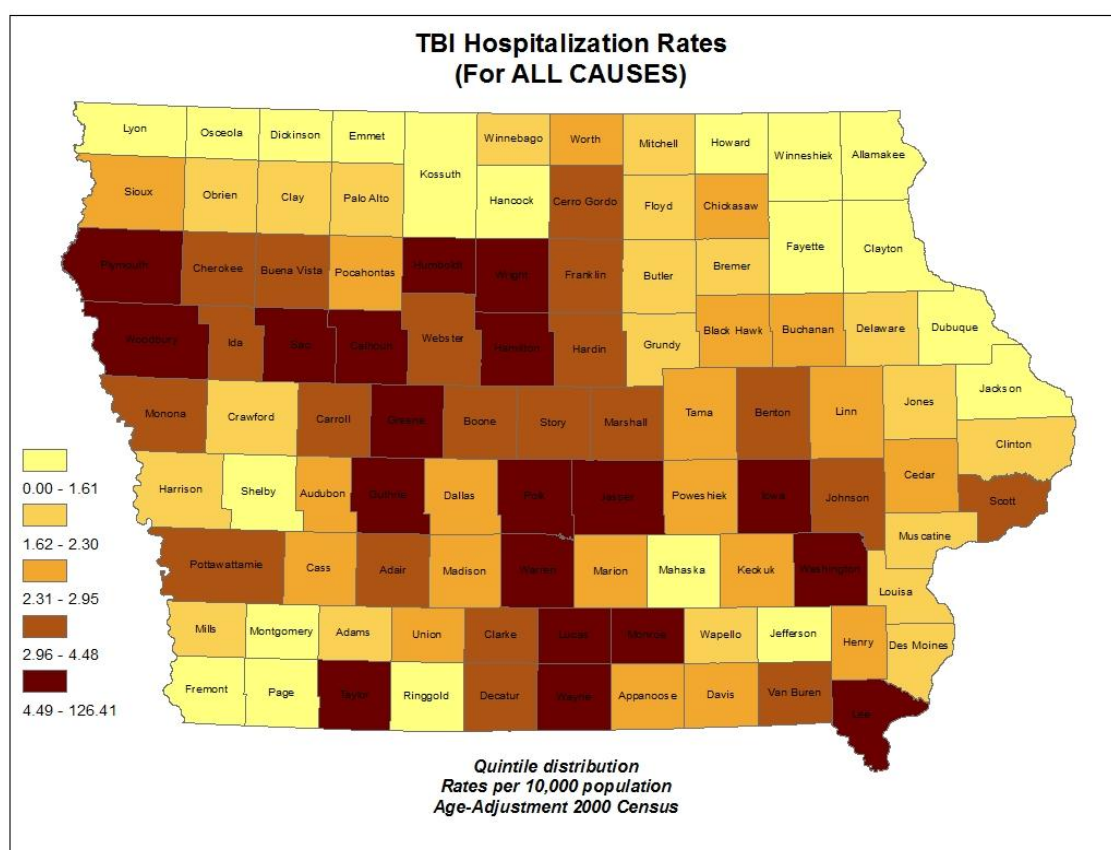 TBI Hospitalization Rates
(For ALL CAUSES)
Lyon Osceola Dickinson Emmet Kossuth Winnebago Worth Mitchell Howard Winneshiek Allamakee
Sioux Obrien Clay Palo Alto Hancock Cerro Gordo Floyd Chickasaw
Plymouth Cherokee Buena Vista Pocahontas Humboldt Wright Franklin Butler Bremer Fayette Clayton
Woodbury Ida Sac Calhoun Webster Hamilton Hardin Grundy Black Hawk Buchanan Delaware Dubuque
Monona Crawford Carroll Greene Boone Story Marshall Tama Benton Linn Jones Jackson
Clinton
Harrison Shelby Audubon Guthrie Dallas Polk Jasper Poweshiek Iowa Johnson Cedar Scott
Muscatine
Pottawattamie Cass Adair Madison Warren Marion Mahaska Keokuk Washington Louisa
Mills Montgomery Adams Union Clarke Lucas Monroe Wapello Jefferson Henry Des Moines
Fremont Page Taylor Ringgold Decatur Wayne Appanoose Davis Van Buren Lee
0.00 - 1.61
1.62 - 2.30
2.31 - 2.95
2.96 - 4.48
4.49 - 126.41
Quintile distribution
Rates per 10,000 population
Age-Adjustment 2000 Census